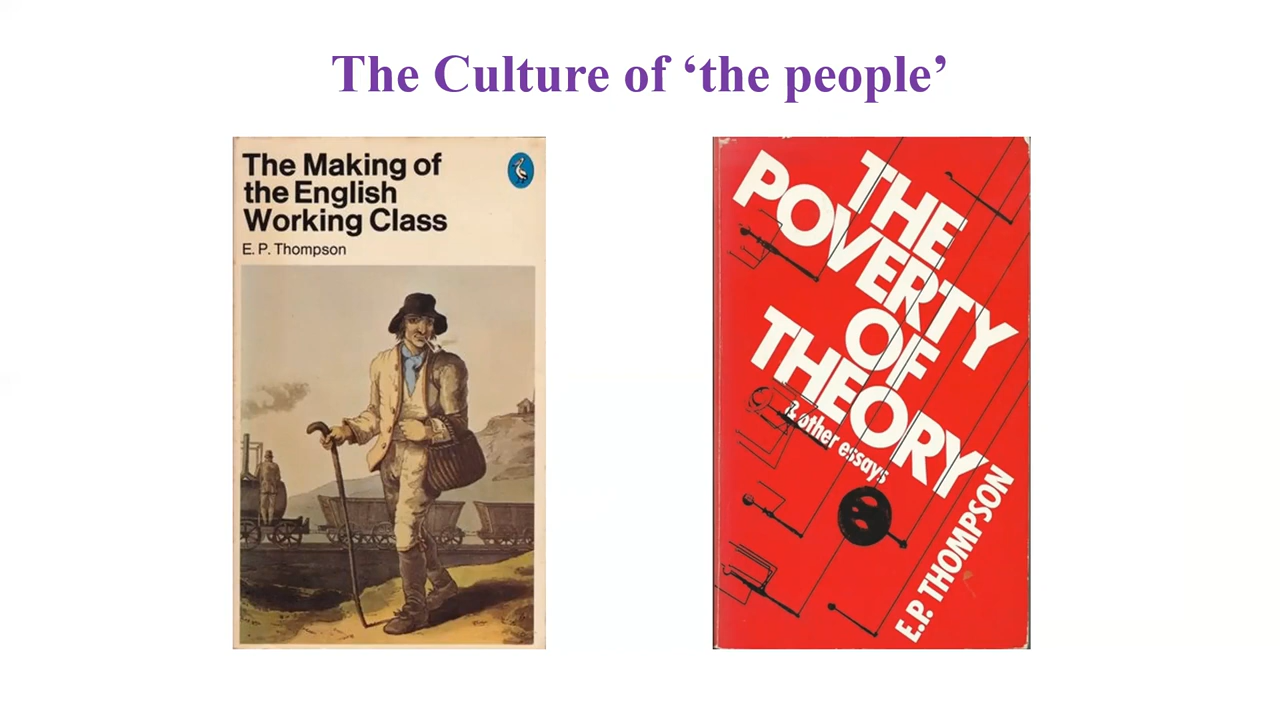 The Culture of ‘the people’
The Making of
the English
Working Class
E. P. Thompson
THE
POVERTY
OF
THEORY
& other essays
E.P. THOMPSON